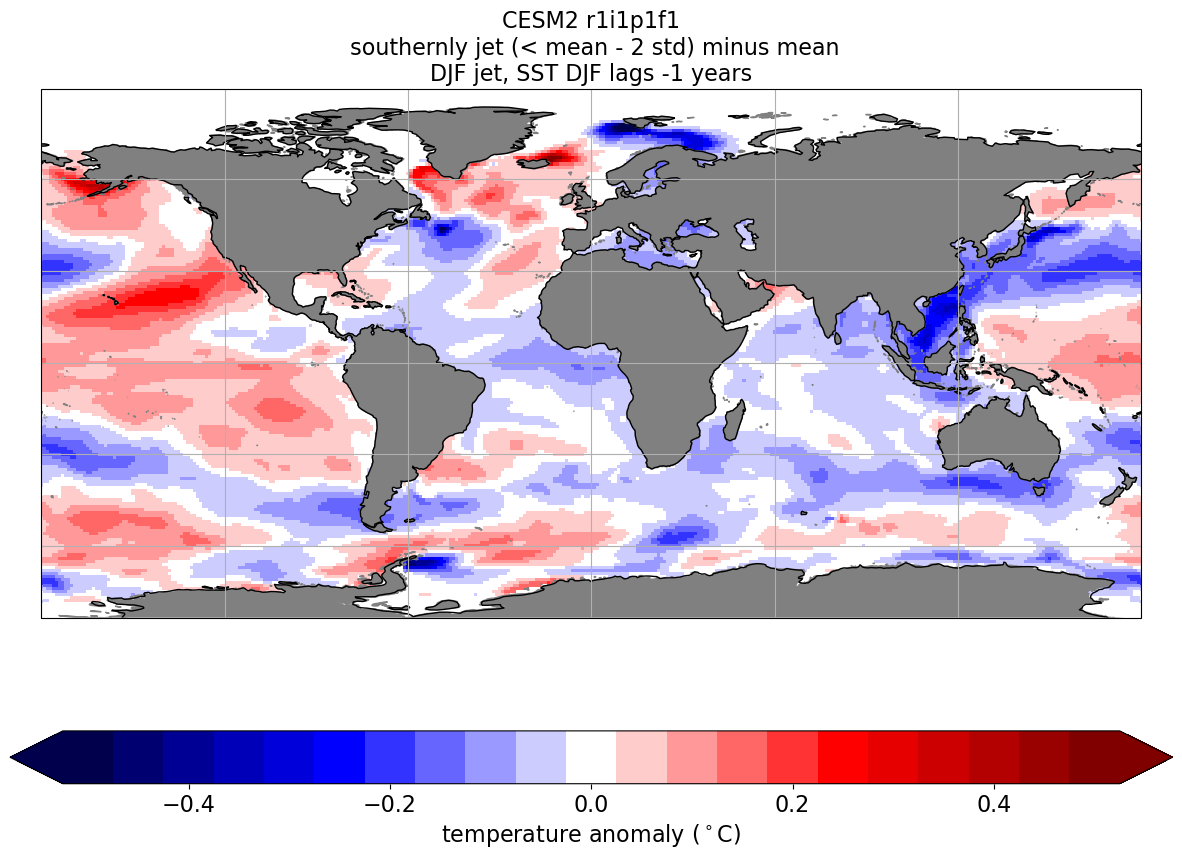 CESM2 r1i1p1f1
southernly jet (< mean - 2 std) minus mean
DJF jet, SST DJF lags -1 years
−0.4 −0.2 0.0 0.2 0.4
temperature anomaly (°C)